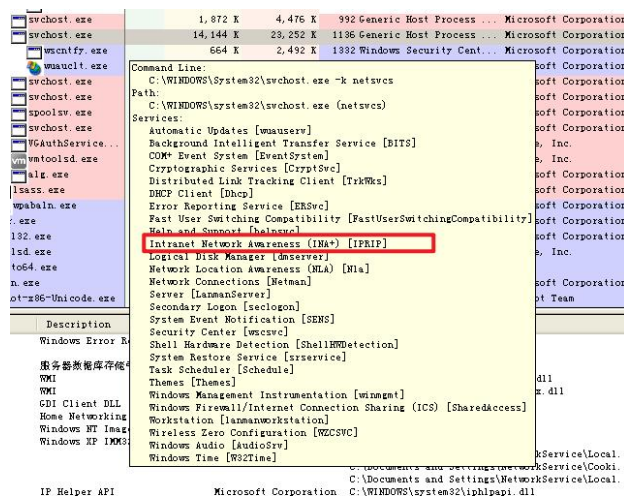 svchost.exe 1,872 K 4,476 K 992 Generic Host Process ... Microsoft Corporation
svchost.exe 14,144 K 23,252 K 1136 Generic Host Process ... Microsoft Corporation
wscntfy.exe 664 K 2,492 K 1332 Windows Security Cent... Microsoft Corporation
wuauclt.exe soft Corporation
svchost.exe soft Corporation
svchost.exe soft Corporation
spoolsv.exe soft Corporation
svchost.exe soft Corporation
VGAuthService... e, Inc.
vmtoolsd.exe e, Inc.
alg.exe soft Corporation
lsass.exe soft Corporation
wpabaln.exe soft Corporation
.exe soft Corporation
l32.exe soft Corporation
lsd.exe e, Inc.
to64.exe
n.exe soft Corporation
ot-x86-Unicode.exe ot Team
Command Line:
C:\WINDOWS\System32\svchost.exe -k netsvcs
Path:
C:\WINDOWS\System32\svchost.exe (netsvcs)
Services:
Automatic Updates [wuauserv]
Background Intelligent Transfer Service [BITS]
COM+ Event System [EventSystem]
Cryptographic Services [CryptSvc]
Distributed Link Tracking Client [TrkWks]
DHCP Client [Dhcp]
Error Reporting Service [ERSvc]
Fast User Switching Compatibility [FastUserSwitchingCompatibility]
Help and Support [helpsvc]
Intranet Network Awareness (INA+) [IPRIP]
Logical Disk Manager [dmserver]
Network Location Awareness (NLA) [Nla]
Network Connections [Netman]
Server [LanmanServer]
Secondary Logon [seclogon]
System Event Notification [SENS]
Security Center [wscsvc]
Shell Hardware Detection [ShellHWDetection]
System Restore Service [srservice]
Task Scheduler [Schedule]
Themes [Themes]
Windows Management Instrumentation [winmgmt]
Windows Firewall/Internet Connection Sharing (ICS) [SharedAccess]
Workstation [lanmanworkstation]
Wireless Zero Configuration [WZCSVC]
Windows Audio [AudioSrv]
Windows Time [W32Time]
Description
Windows Error R
服务器数据库存储
WMI dll
WMI x.dll
GDI Client DLL
Home Networking
Windows NT Imag
Windows XP IMM3
kService\Local.
C:\Documents and Settings\NetworkService\Cooki.
C:\Documents and Settings\NetworkService\Local.
IP Helper API Microsoft Corporation C:\WINDOWS\system32\iphlpapi.dll